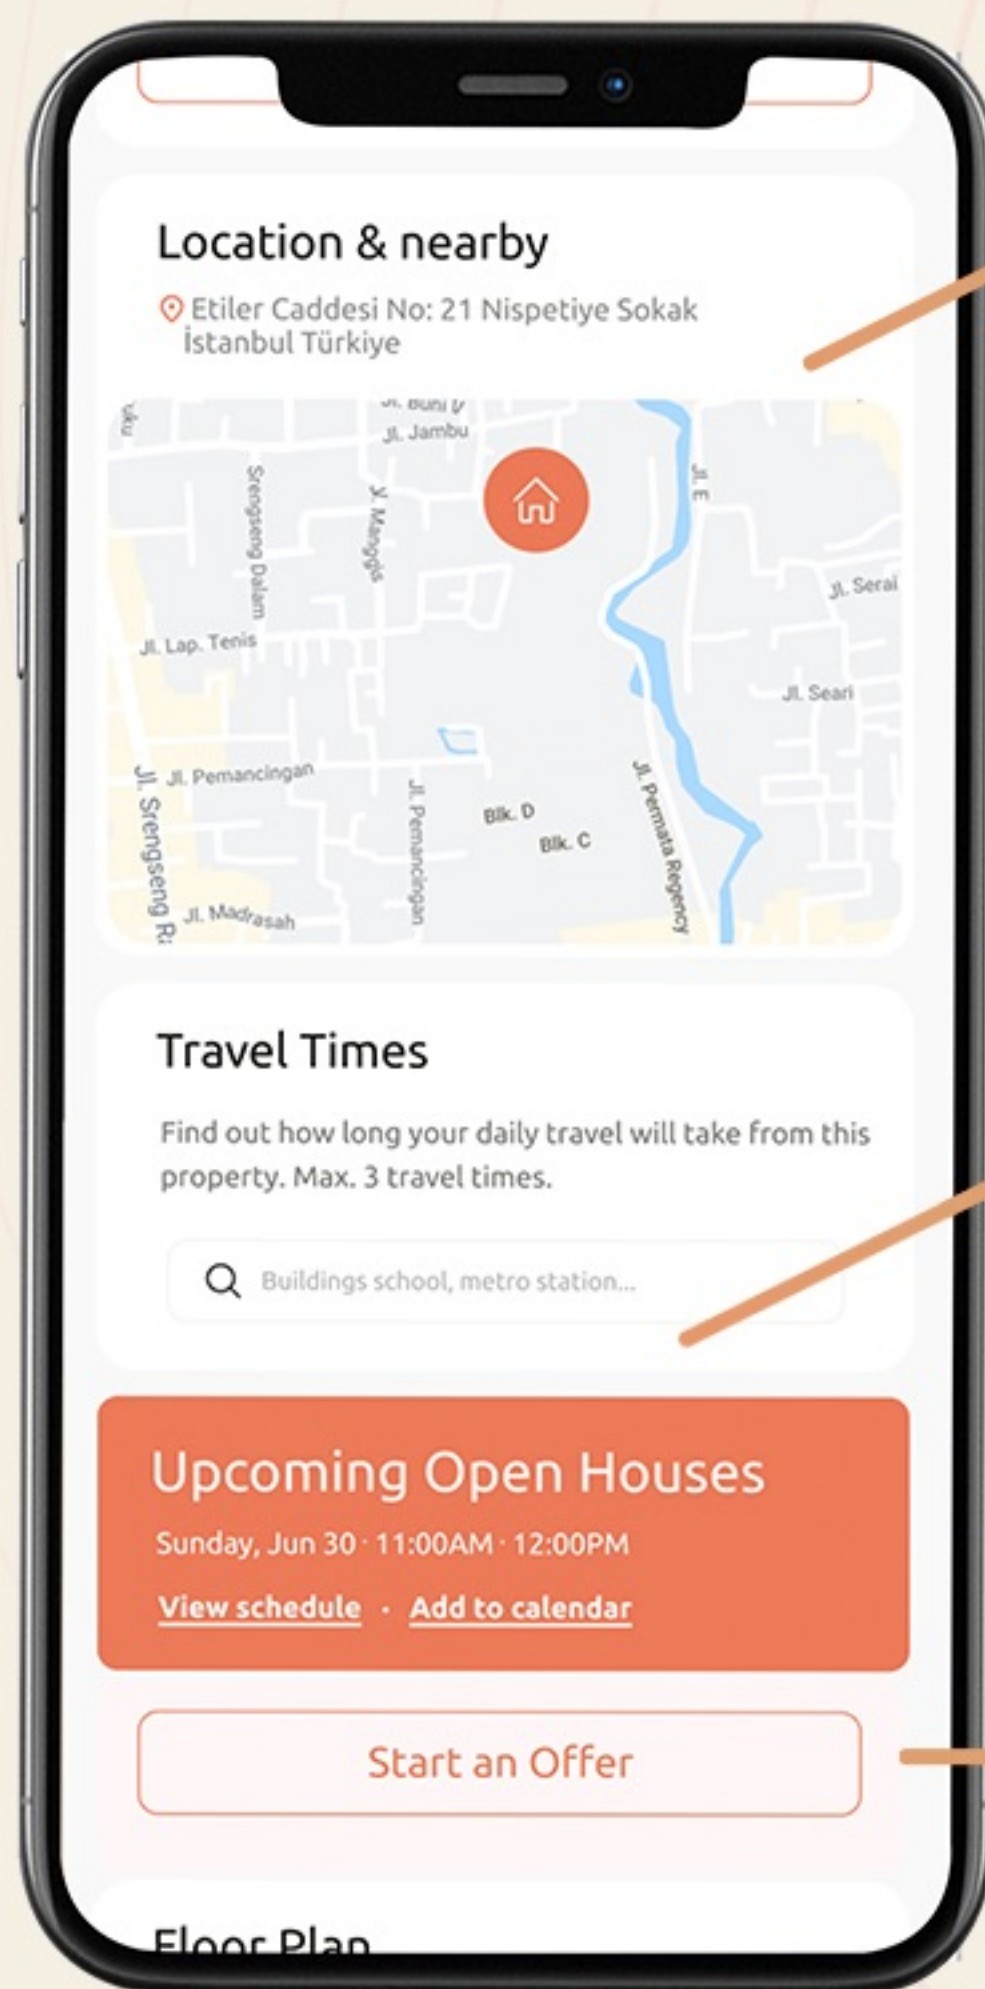 Location & nearby
Etiler Caddesi No: 21 Nispetiye Sokak
İstanbul Türkiye
Jl. Buni V
Jl. Jambu
uku
Srengseng Dalam
Jl. Manggis
Jl. E
Jl. Serai
Jl. Lap. Tenis
Jl. Seari
Jl. Pemancingan
Jl. Srengseng Ra
Jl. Pemancingan
Blk. D
Blk. C
Jl. Permata Regency
Jl. Madrasah
Travel Times
Find out how long your daily travel will take from this
property. Max. 3 travel times.
Buildings school, metro station...
Upcoming Open Houses
Sunday, Jun 30 · 11:00AM · 12:00PM
View schedule · Add to calendar
Start an Offer
Floor Plan